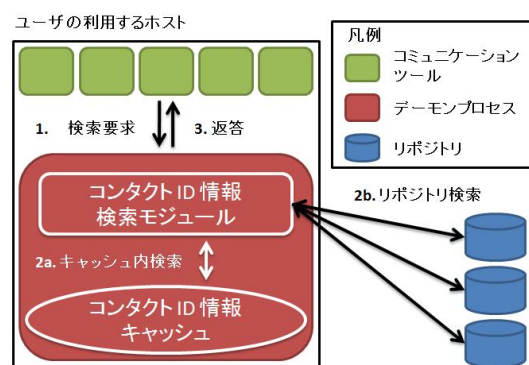 ユーザの利用するホスト
凡例
コミュニケーション
ツール
デーモンプロセス
リポジトリ
1. 検索要求
3. 返答
コンタクト ID 情報
検索モジュール
2b. リポジトリ検索
2a. キャッシュ内検索
コンタクト ID 情報
キャッシュ